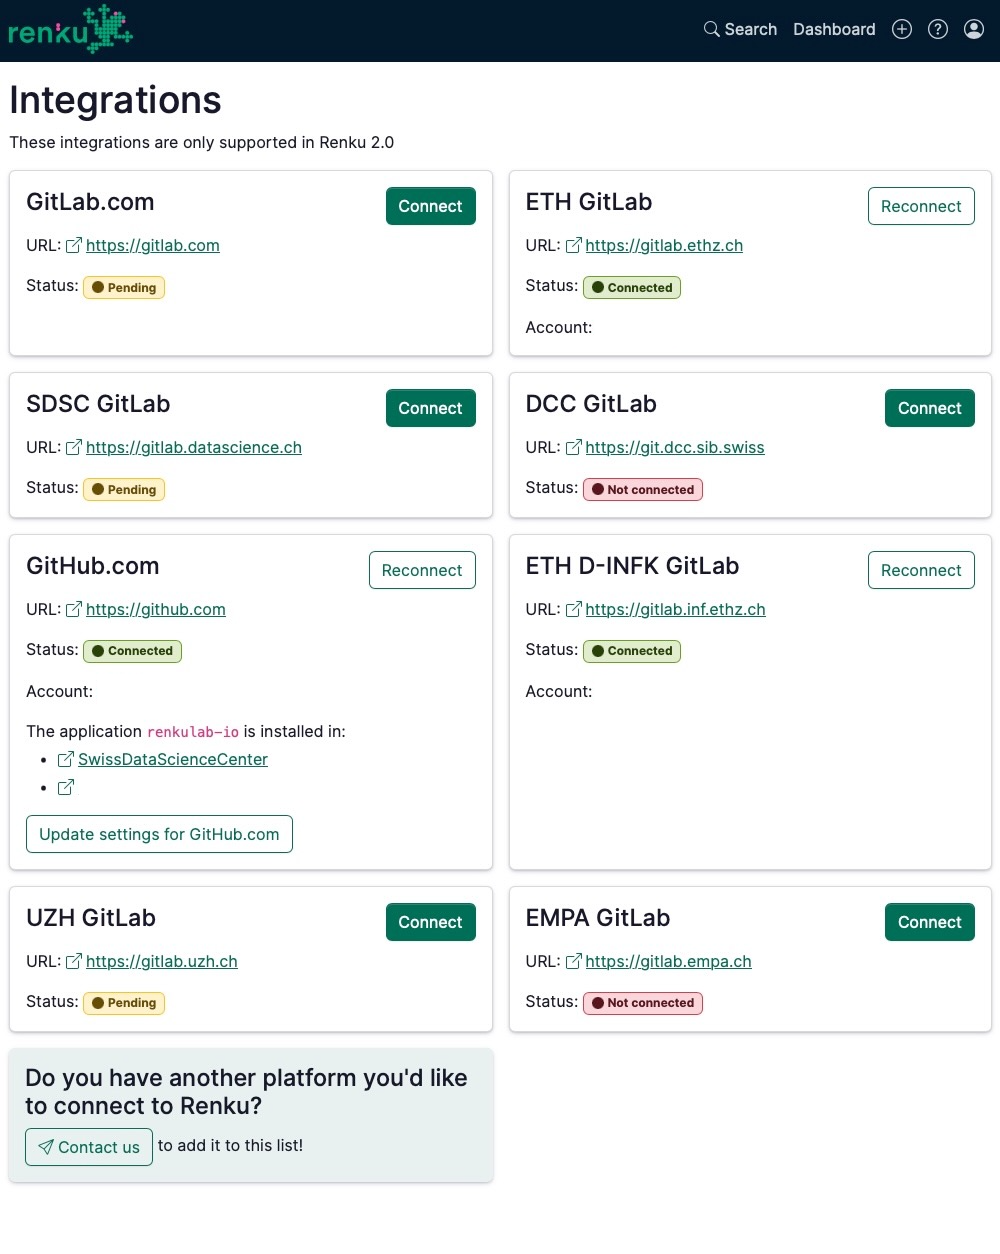 renku
Search Dashboard
Integrations
These integrations are only supported in Renku 2.0
GitLab.com
Connect
URL: https://gitlab.com
Status: Pending
ETH GitLab
Reconnect
URL: https://gitlab.ethz.ch
Status: Connected
Account:
SDSC GitLab
Connect
URL: https://gitlab.datascience.ch
Status: Pending
DCC GitLab
Connect
URL: https://git.dcc.sib.swiss
Status: Not connected
GitHub.com
Reconnect
URL: https://github.com
Status: Connected
Account:
The application renkulab-io is installed in:
SwissDataScienceCenter
Update settings for GitHub.com
ETH D-INFK GitLab
Reconnect
URL: https://gitlab.inf.ethz.ch
Status: Connected
Account:
UZH GitLab
Connect
URL: https://gitlab.uzh.ch
Status: Pending
EMPA GitLab
Connect
URL: https://gitlab.empa.ch
Status: Not connected
Do you have another platform you'd like
to connect to Renku?
Contact us to add it to this list!